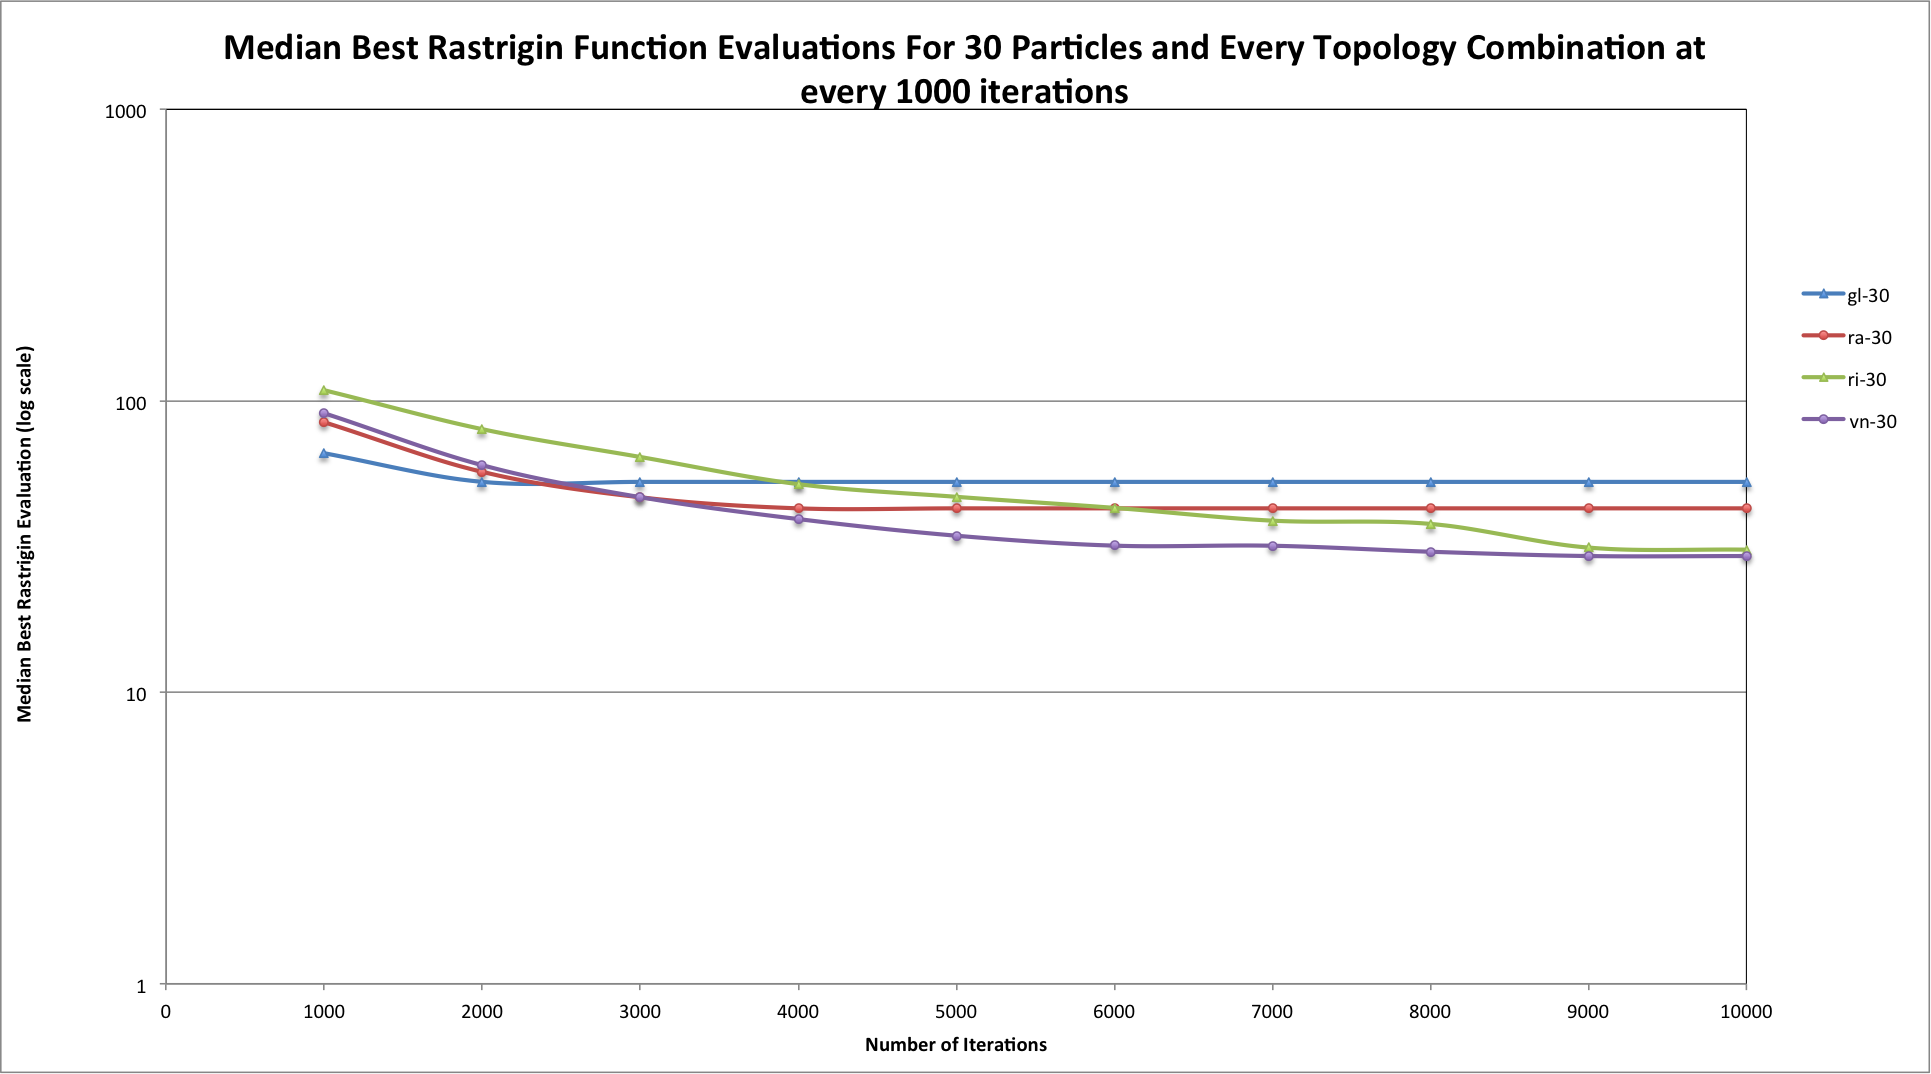 Median Best Rastrigin Function Evaluations For 30 Particles and Every Topology Combination at
every 1000 iterations
1000
100
10
1
Median Best Rastrigin Evaluation (log scale)
0 1000 2000 3000 4000 5000 6000 7000 8000 9000 10000
Number of Iterations
gl-30
ra-30
ri-30
vn-30